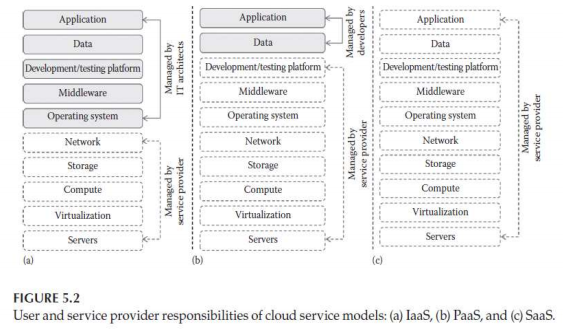 Application
Data
Development/testing platform
Middleware
Operating system
Network
Storage
Compute
Virtualization
Servers
Managed by
IT architects
Managed by
service provider
(a)
Application
Data
Development/testing platform
Middleware
Operating system
Network
Storage
Compute
Virtualization
Servers
Managed by
developers
Managed by
service provider
(b)
Application
Data
Development/testing platform
Middleware
Operating system
Network
Storage
Compute
Virtualization
Servers
Managed by
service provider
(c)
FIGURE 5.2
User and service provider responsibilities of cloud service models: (a) IaaS, (b) PaaS, and (c) SaaS.